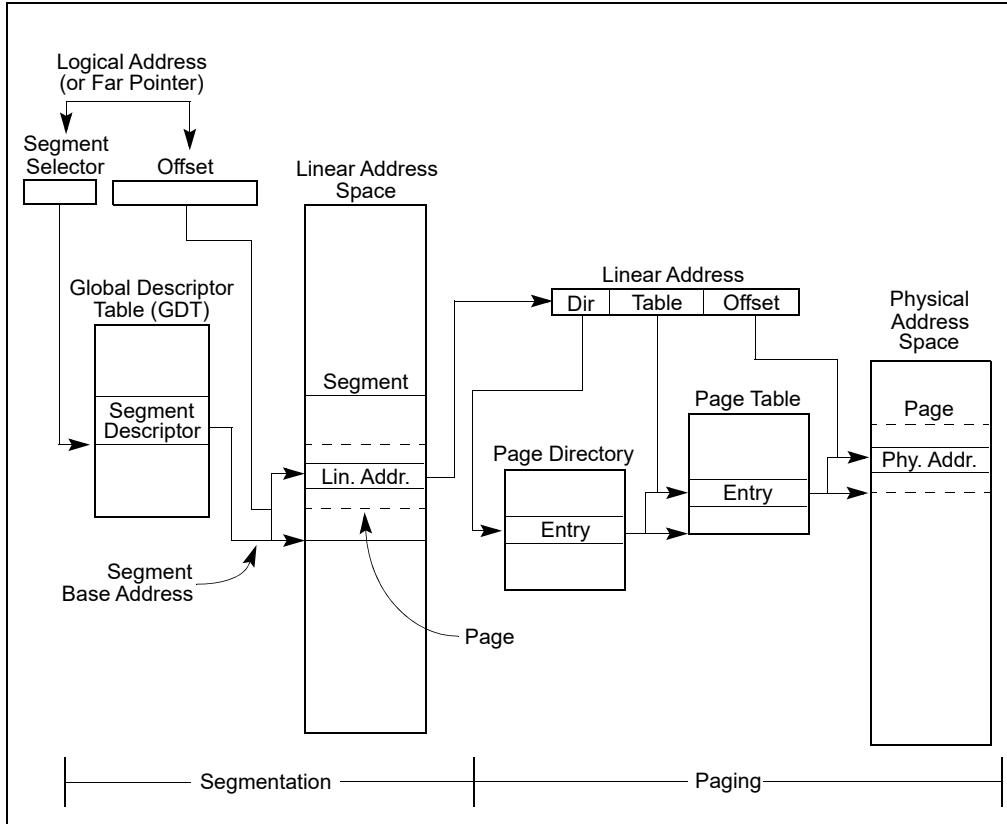 Logical Address
(or Far Pointer)
Segment
Selector
Offset
Linear Address
Space
Global Descriptor
Table (GDT)
Segment
Descriptor
Segment
Lin. Addr.
Segment
Base Address
Page
Linear Address
Dir
Table
Offset
Page Directory
Entry
Page Table
Entry
Physical
Address
Space
Page
Phy. Addr.
Segmentation
Paging